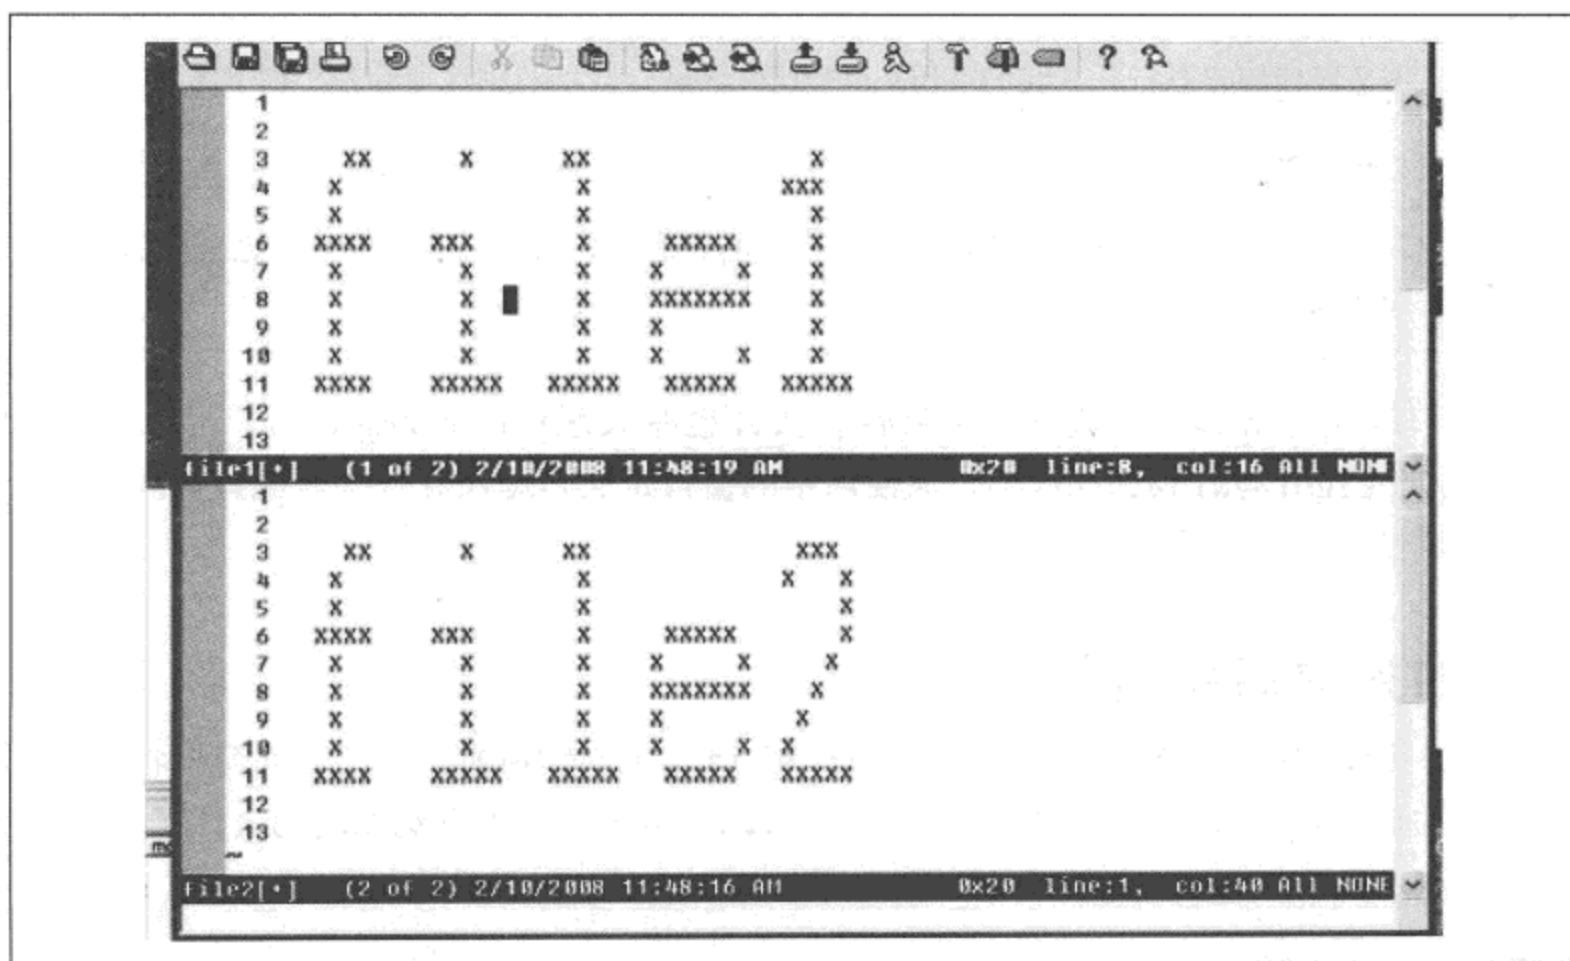 1
2
3     XX      X      XX               X
4    X                X             XXX
5    X                X               X
6   XXXX    XXX       X     XXXXX     X
7    X        X       X    X     X    X
8    X        X       X    XXXXXXX    X
9    X        X       X    X          X
10   X        X       X    X     X    X
11  XXXX    XXXXX   XXXXX   XXXXX   XXXXX
12
13
file1[+]   (1 of 2) 2/10/2008 11:48:19 AM            0x20  line:8,  col:16 All NONE
1
2
3     XX      X      XX              XXX
4    X                X             X   X
5    X                X                 X
6   XXXX    XXX       X     XXXXX       X
7    X        X       X    X     X     X
8    X        X       X    XXXXXXX    X
9    X        X       X    X         X
10   X        X       X    X     X  X
11  XXXX    XXXXX   XXXXX   XXXXX   XXXXX
12
13
~
file2[+]   (2 of 2) 2/10/2008 11:48:16 AM            0x20  line:1,  col:40 All NONE